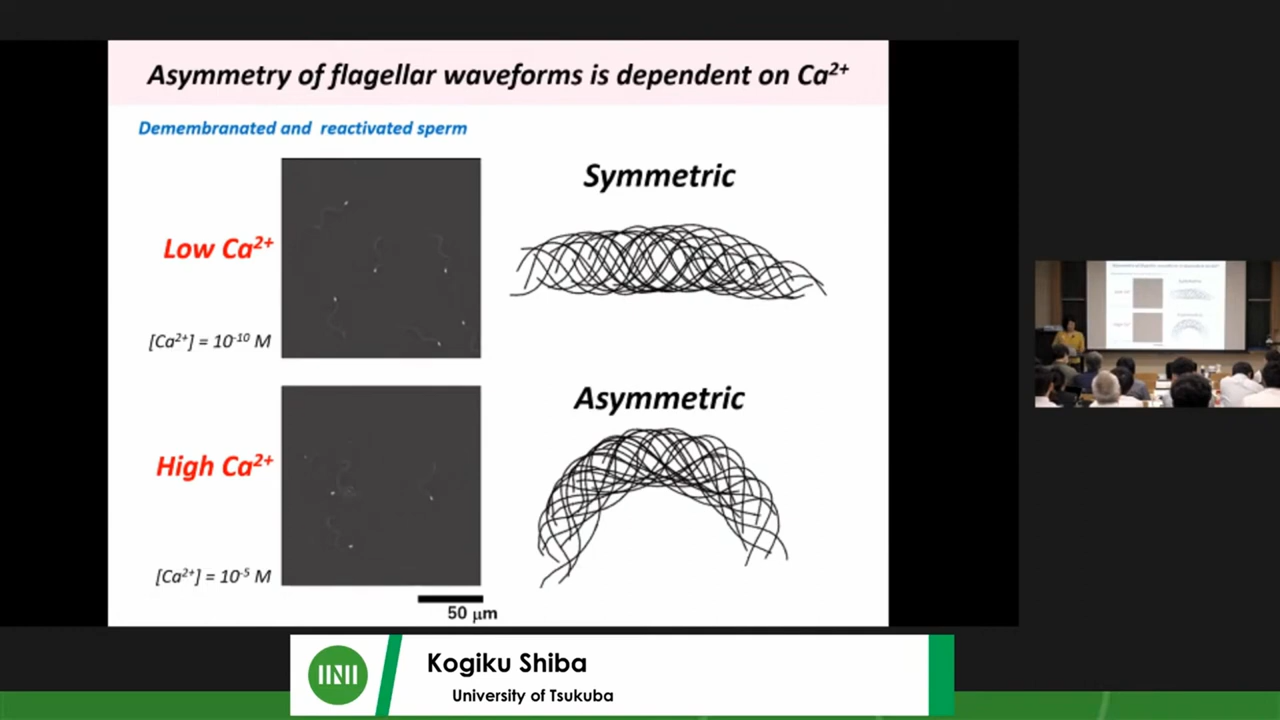 Asymmetry of flagellar waveforms is dependent on Ca²⁺
Demembranated and reactivated sperm
Symmetric
Low Ca²⁺
[Ca²⁺] = 10⁻¹⁰ M
Asymmetric
High Ca²⁺
[Ca²⁺] = 10⁻⁵ M
50 μm
Kogiku Shiba
University of Tsukuba